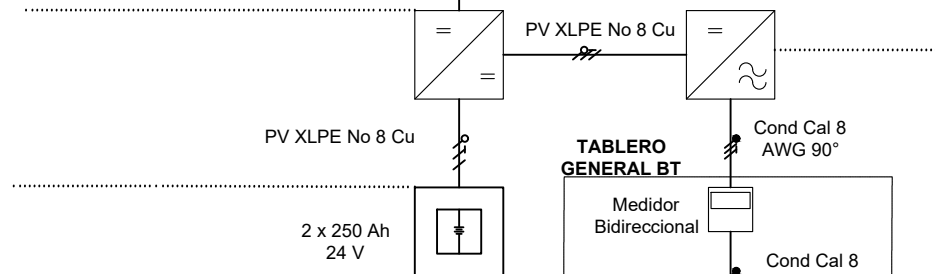 PV XLPE No 8 Cu
PV XLPE No 8 Cu
Cond Cal 8
AWG 90°
TABLERO
GENERAL BT
Medidor
Bidireccional
2 x 250 Ah
24 V
Cond Cal 8